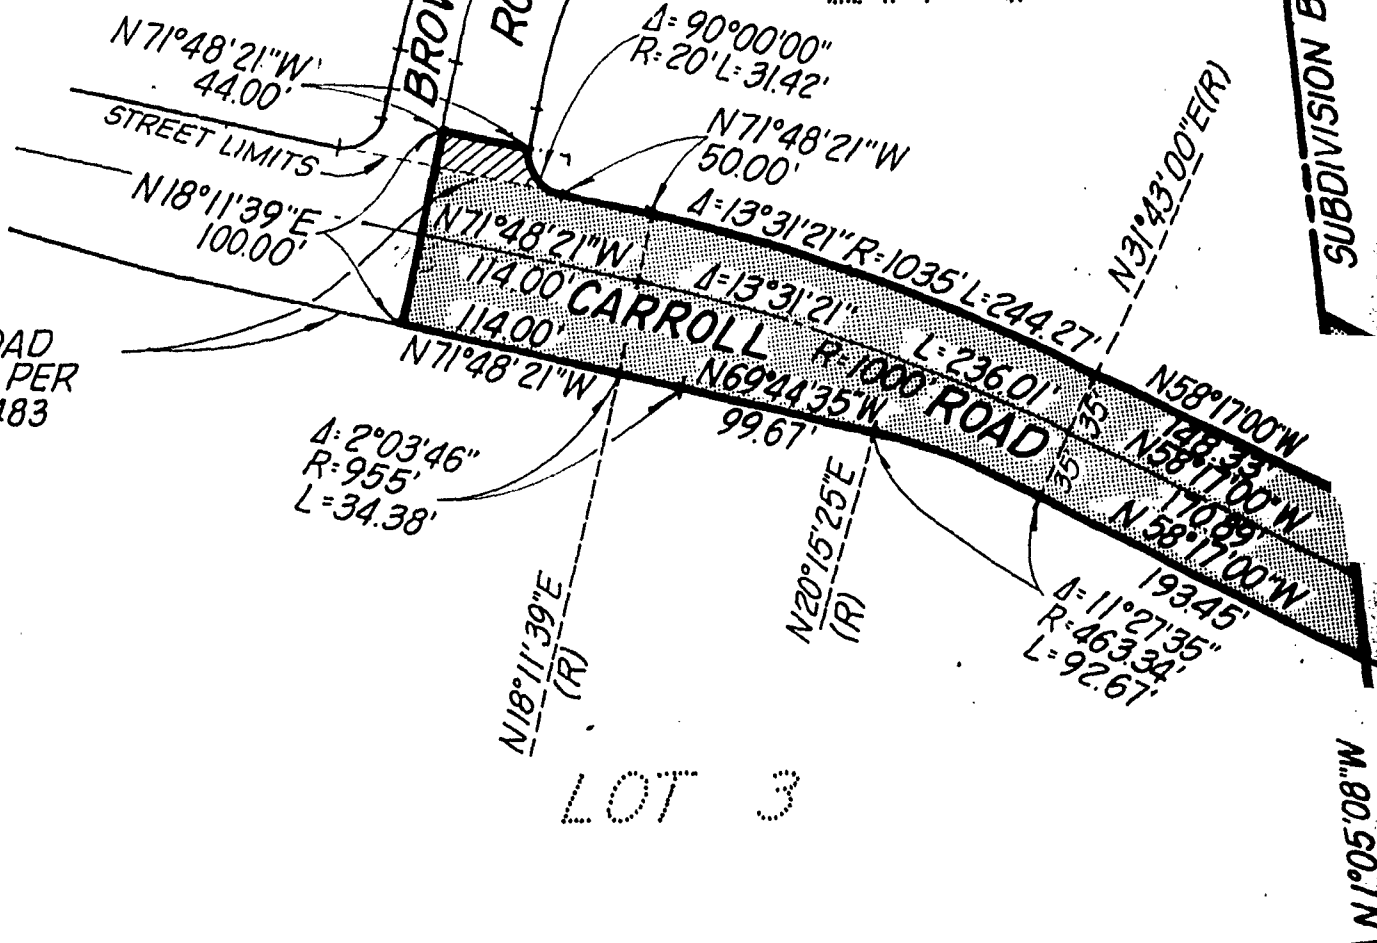 N71°48'21"W
44.00'
STREET LIMITS
N18°11'39"E
100.00'
Δ=90°00'00"
R=20' L=31.42'
N71°48'21"W
50.00'
N31°43'00"E(R)
SUBDIVISION B
Δ=13°31'21" R=1035' L=244.27'
N71°48'21"W
114.00'
Δ=13°31'21"
R=1000'
L=236.01'
CARROLL
ROAD
114.00'
N71°48'21"W
N69°44'35"W
99.67'
35
35
N58°17'00"W
148.33'
N58°17'00"W
170.89'
N58°17'00"W
193.45'
PER
483
Δ=2°03'46"
R=955'
L=34.38'
N18°11'39"E
(R)
N20°15'25"E
(R)
Δ=11°27'35"
R=463.34'
L=92.67'
LOT 3
N1°05'08"W